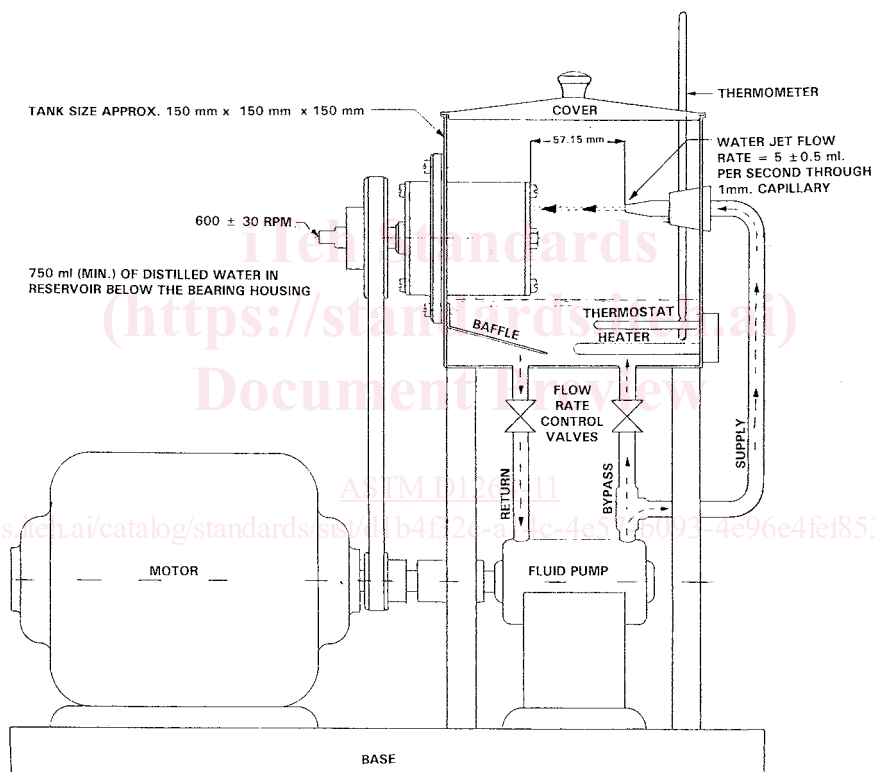 THERMOMETER
COVER
TANK SIZE APPROX. 150 mm x 150 mm x 150 mm
57.15 mm
WATER JET FLOW
RATE = 5 ± 0.5 ml.
PER SECOND THROUGH
1mm. CAPILLARY
600 ± 30 RPM.
iTeh Standards
750 ml (MIN.) OF DISTILLED WATER IN
RESERVOIR BELOW THE BEARING HOUSING
(https://standards.iteh.ai)
THERMOSTAT
BAFFLE
HEATER
Document Preview
FLOW
RATE
CONTROL
VALVES
RETURN
BYPASS
SUPPLY
MOTOR
FLUID PUMP
BASE